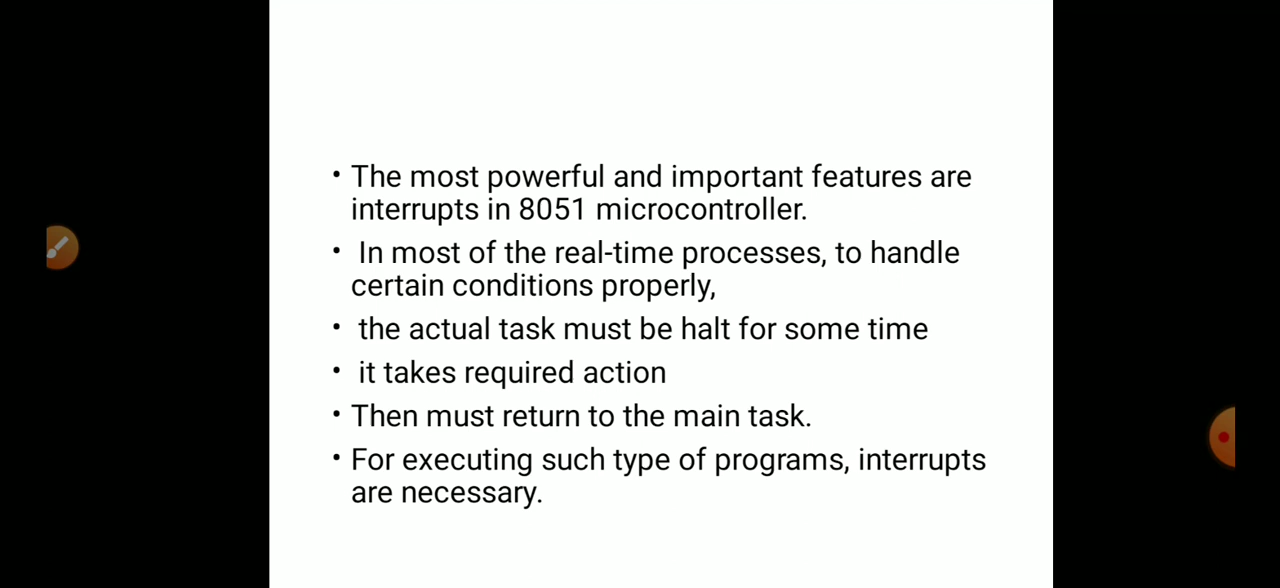 • The most powerful and important features are
interrupts in 8051 microcontroller.
• In most of the real-time processes, to handle
certain conditions properly,
• the actual task must be halt for some time
• it takes required action
• Then must return to the main task.
• For executing such type of programs, interrupts
are necessary.